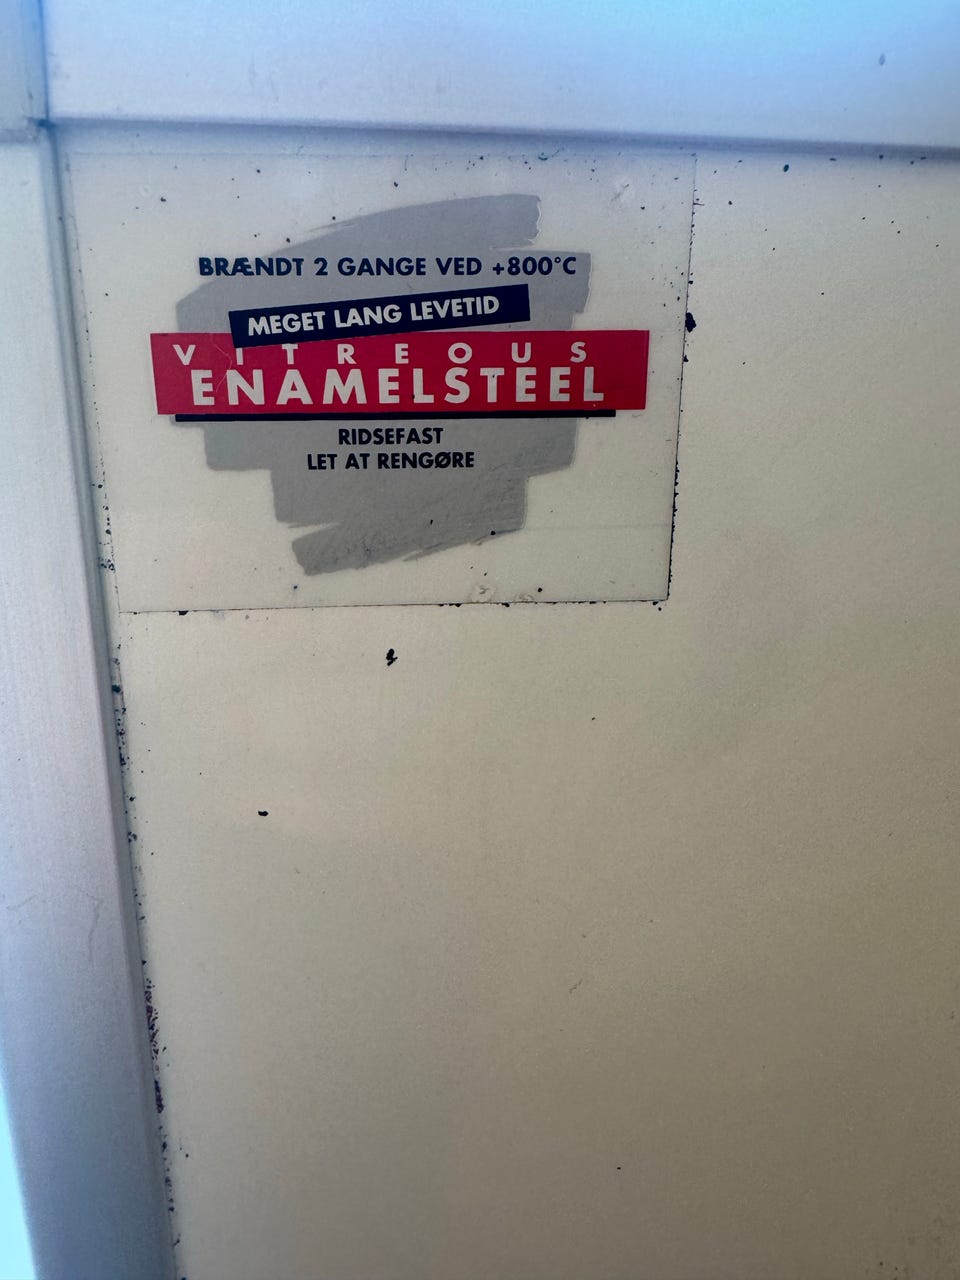 BRÆNDT 2 GANGE VED +800°C
MEGET LANG LEVETID
VITREOUS
ENAMELSTEEL
RIDSEFAST
LET AT RENGØRE